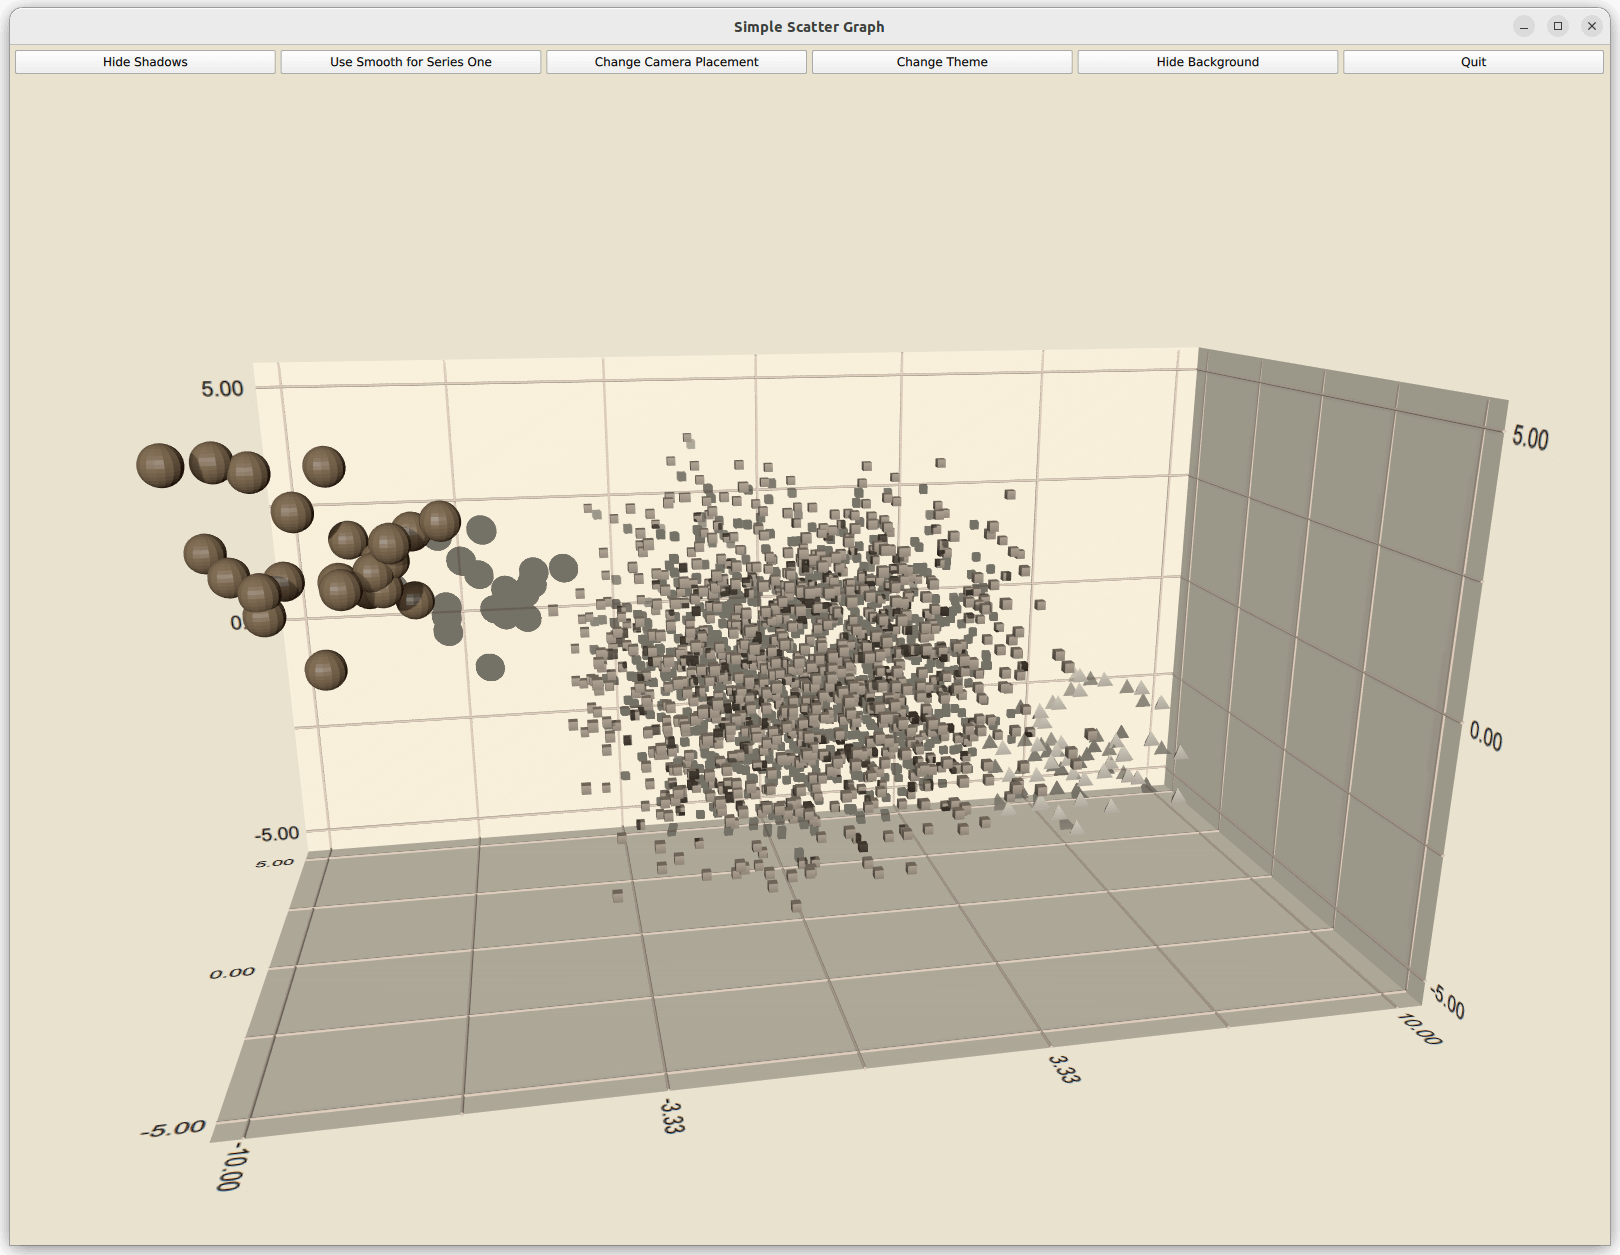 Simple Scatter Graph
Hide Shadows
Use Smooth for Series One
Change Camera Placement
Change Theme
Hide Background
Quit
5.00
5.00
0.
0.00
-5.00
5.00
0.00
-5.00
-5.00
10.00
3.33
-3.33
-10.00